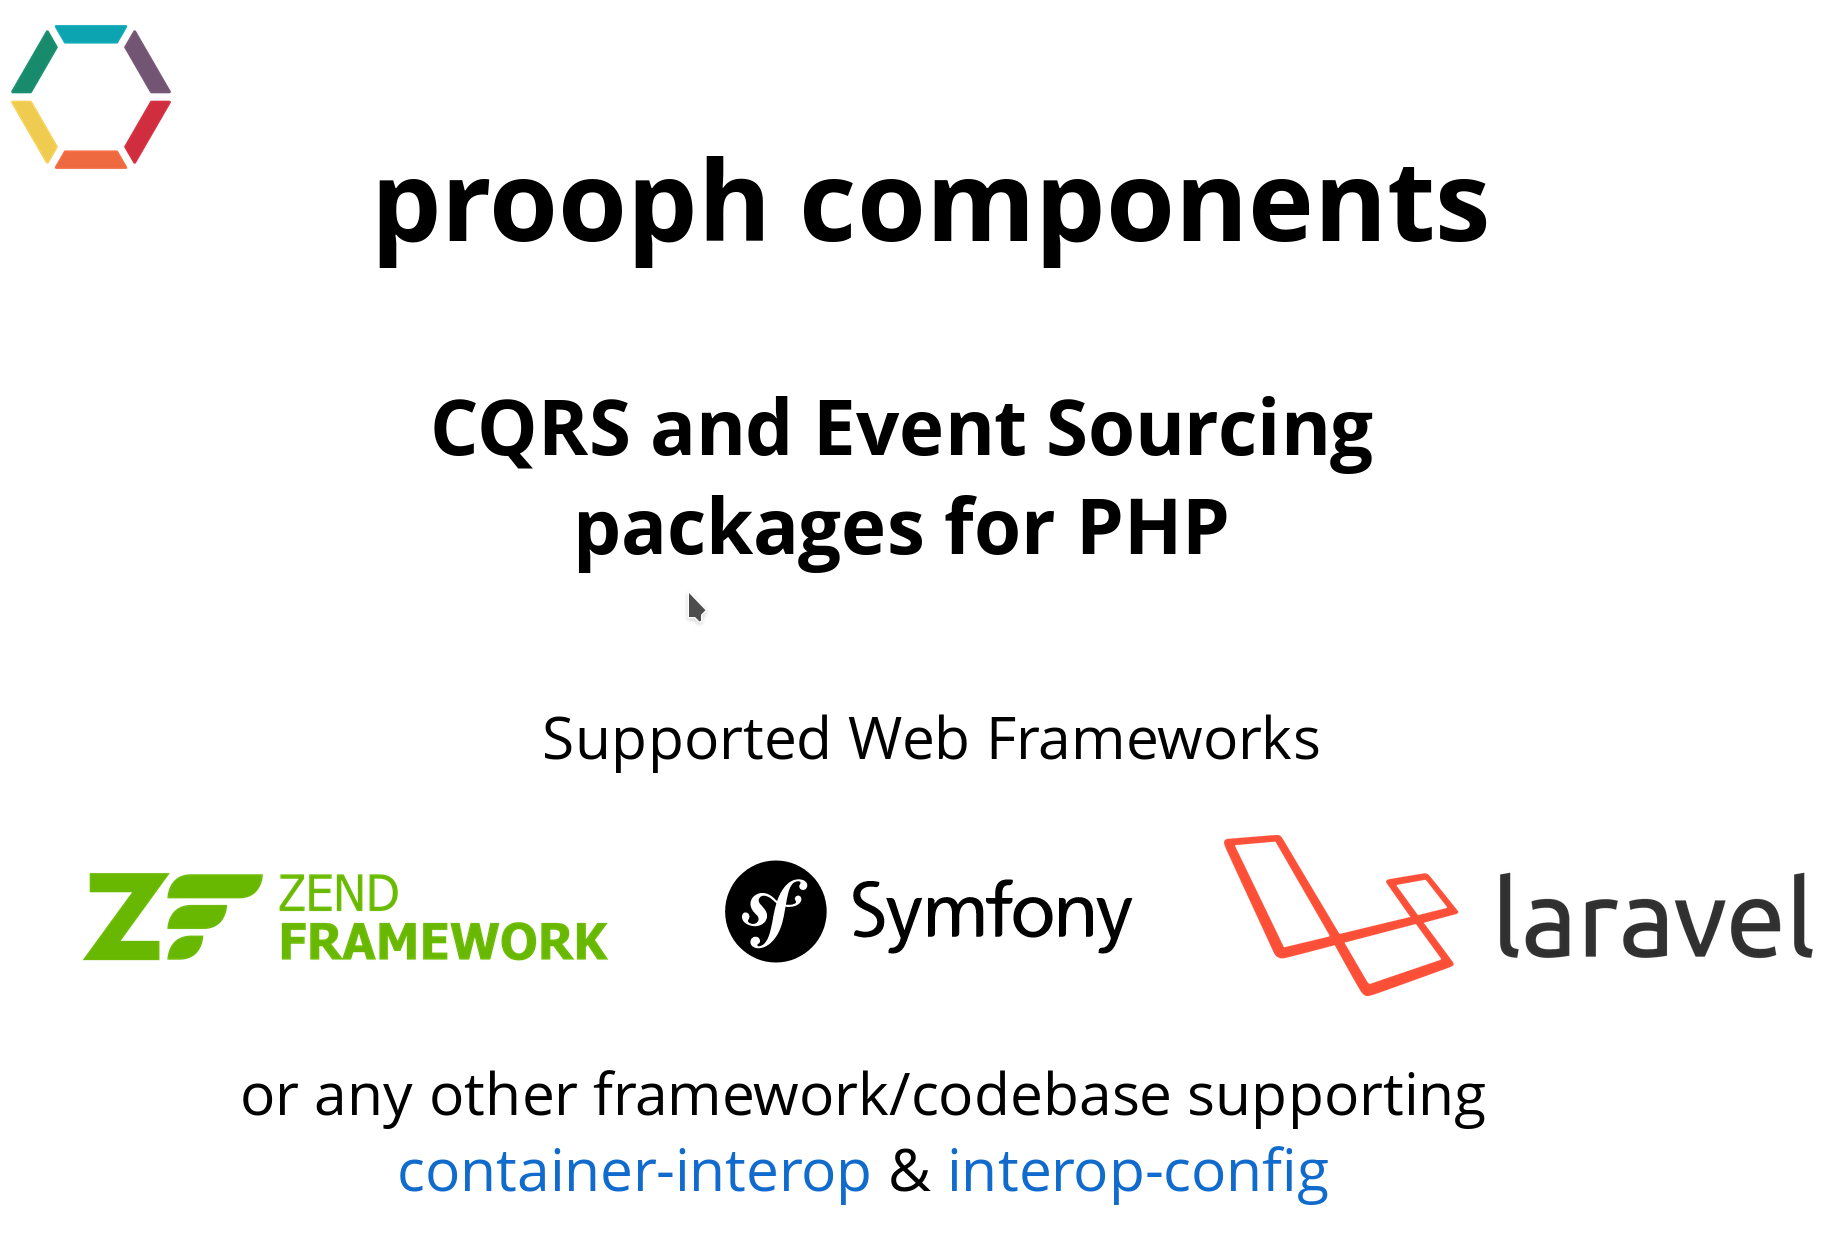 prooph components
CQRS and Event Sourcing
packages for PHP
Supported Web Frameworks
ZF ZEND
FRAMEWORK
sf Symfony
laravel
or any other framework/codebase supporting
container-interop & interop-config